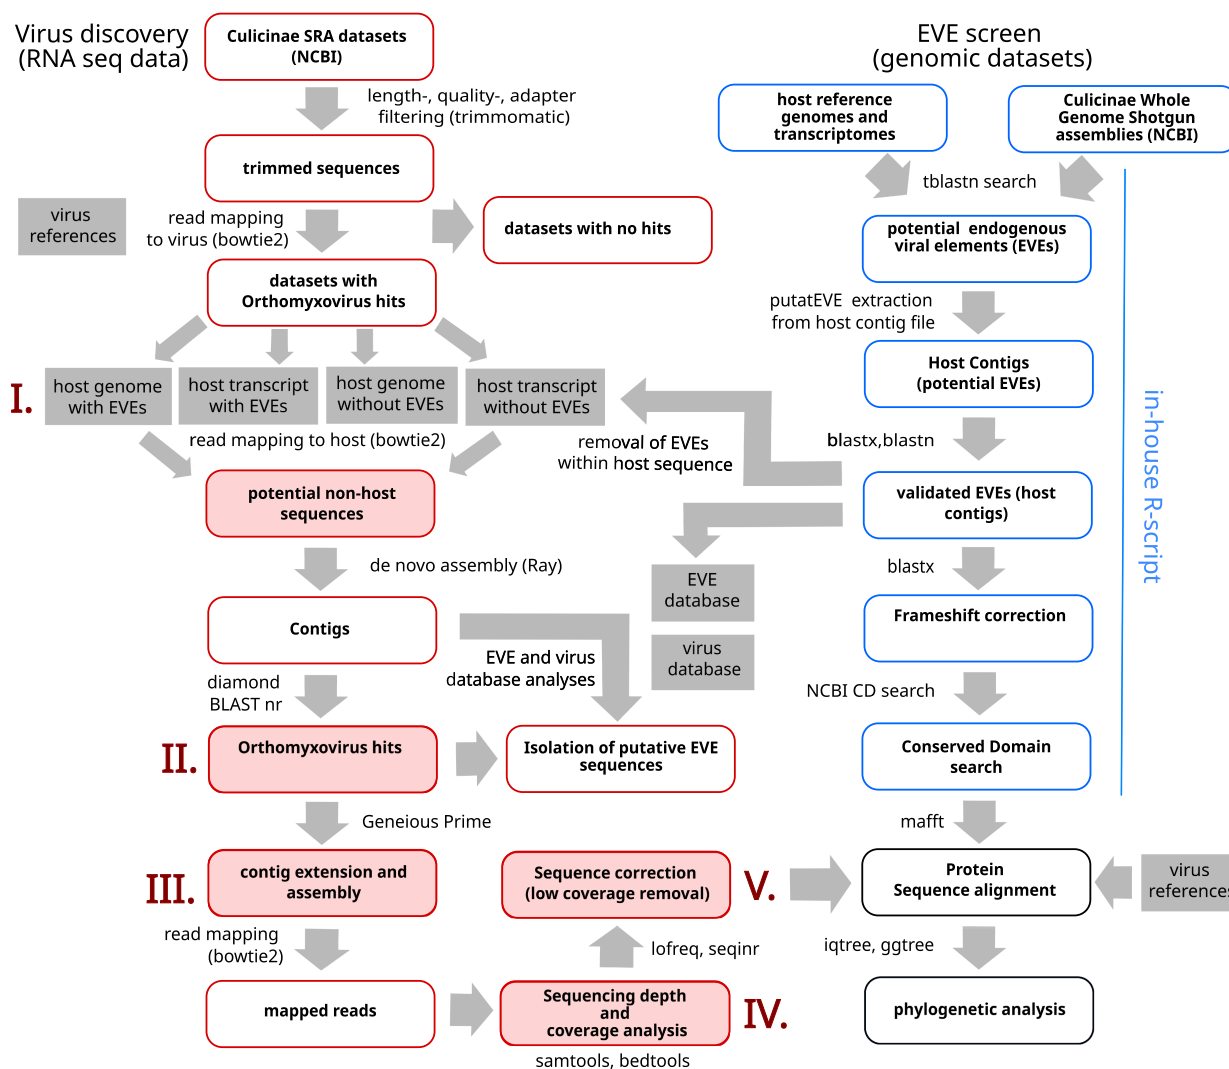 Virus discovery
(RNA seq data)
Culicinae SRA datasets
(NCBI)
length-, quality-, adapter
filtering (trimmomatic)
trimmed sequences
virus
references
read mapping
to virus (bowtie2)
datasets with no hits
datasets with
Orthomyxovirus hits
I.
host genome
with EVEs
host transcript
with EVEs
host genome
without EVEs
host transcript
without EVEs
read mapping to host (bowtie2)
removal of EVEs
within host sequence
potential non-host
sequences
de novo assembly (Ray)
Contigs
EVE and virus
database analyses
EVE
database
virus
database
diamond
BLAST nr
II.
Orthomyxovirus hits
Isolation of putative EVE
sequences
Geneious Prime
III.
contig extension and
assembly
Sequence correction
(low coverage removal)
V.
read mapping
(bowtie2)
lofreq, seqinr
mapped reads
Sequencing depth
and
coverage analysis
IV.
samtools, bedtools
EVE screen
(genomic datasets)
host reference
genomes and
transcriptomes
Culicinae Whole
Genome Shotgun
assemblies (NCBI)
tblastn search
potential endogenous
viral elements (EVEs)
putatEVE extraction
from host contig file
Host Contigs
(potential EVEs)
blastx,blastn
validated EVEs (host
contigs)
blastx
Frameshift correction
NCBI CD search
Conserved Domain
search
in-house R-script
mafft
Protein
Sequence alignment
virus
references
iqtree, ggtree
phylogenetic analysis